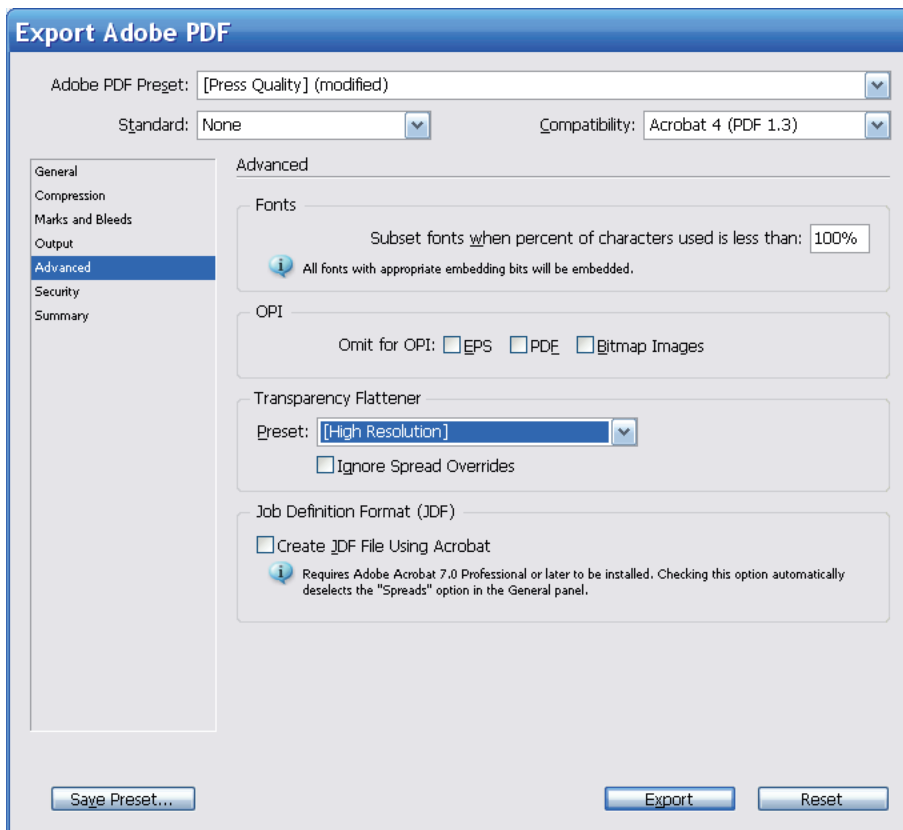 Export Adobe PDF
Adobe PDF Preset: [Press Quality] (modified)
Standard: None Compatibility: Acrobat 4 (PDF 1.3)
General
Compression
Marks and Bleeds
Output
Advanced
Security
Summary
Advanced
Fonts
Subset fonts when percent of characters used is less than: 100%
All fonts with appropriate embedding bits will be embedded.
OPI
Omit for OPI: EPS PDF Bitmap Images
Transparency Flattener
Preset: [High Resolution]
Ignore Spread Overrides
Job Definition Format (JDF)
Create JDF File Using Acrobat
Requires Adobe Acrobat 7.0 Professional or later to be installed. Checking this option automatically
deselects the "Spreads" option in the General panel.
Save Preset... Export Reset